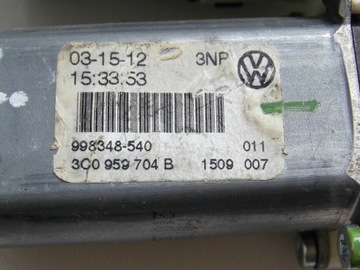 03-15-12 3NP
15:33:53
998348-540 011
3C0 959 704 B 1509 007